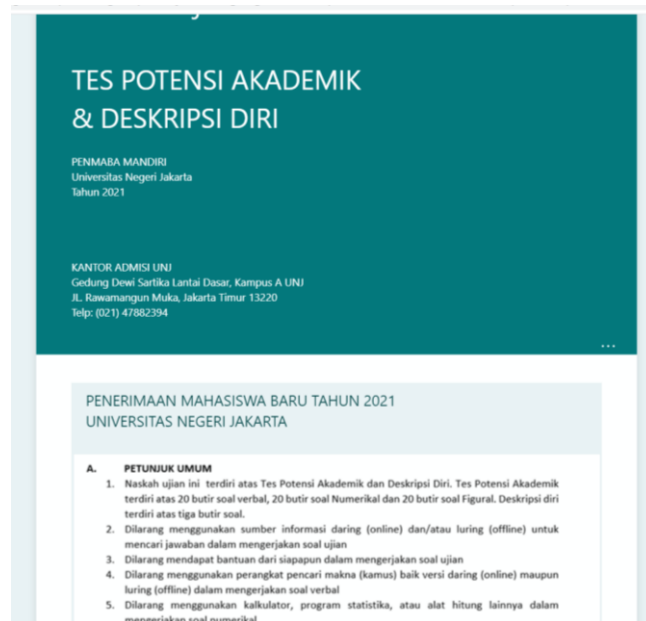 TES POTENSI AKADEMIK
& DESKRIPSI DIRI
PENMABA MANDIRI
Universitas Negeri Jakarta
Tahun 2021
KANTOR ADMISI UNJ
Gedung Dewi Sartika Lantai Dasar, Kampus A UNJ
JL. Rawamangun Muka, Jakarta Timur 13220
Telp: (021) 47882394
...
PENERIMAAN MAHASISWA BARU TAHUN 2021
UNIVERSITAS NEGERI JAKARTA
A. PETUNJUK UMUM
1. Naskah ujian ini terdiri atas Tes Potensi Akademik dan Deskripsi Diri. Tes Potensi Akademik
terdiri atas 20 butir soal verbal, 20 butir soal Numerikal dan 20 butir soal Figural. Deskripsi diri
terdiri atas tiga butir soal.
2. Dilarang menggunakan sumber informasi daring (online) dan/atau luring (offline) untuk
mencari jawaban dalam mengerjakan soal ujian
3. Dilarang mendapat bantuan dari siapapun dalam mengerjakan soal ujian
4. Dilarang menggunakan perangkat pencari makna (kamus) baik versi daring (online) maupun
luring (offline) dalam mengerjakan soal verbal
5. Dilarang menggunakan kalkulator, program statistika, atau alat hitung lainnya dalam
mengerjakan soal numerikal